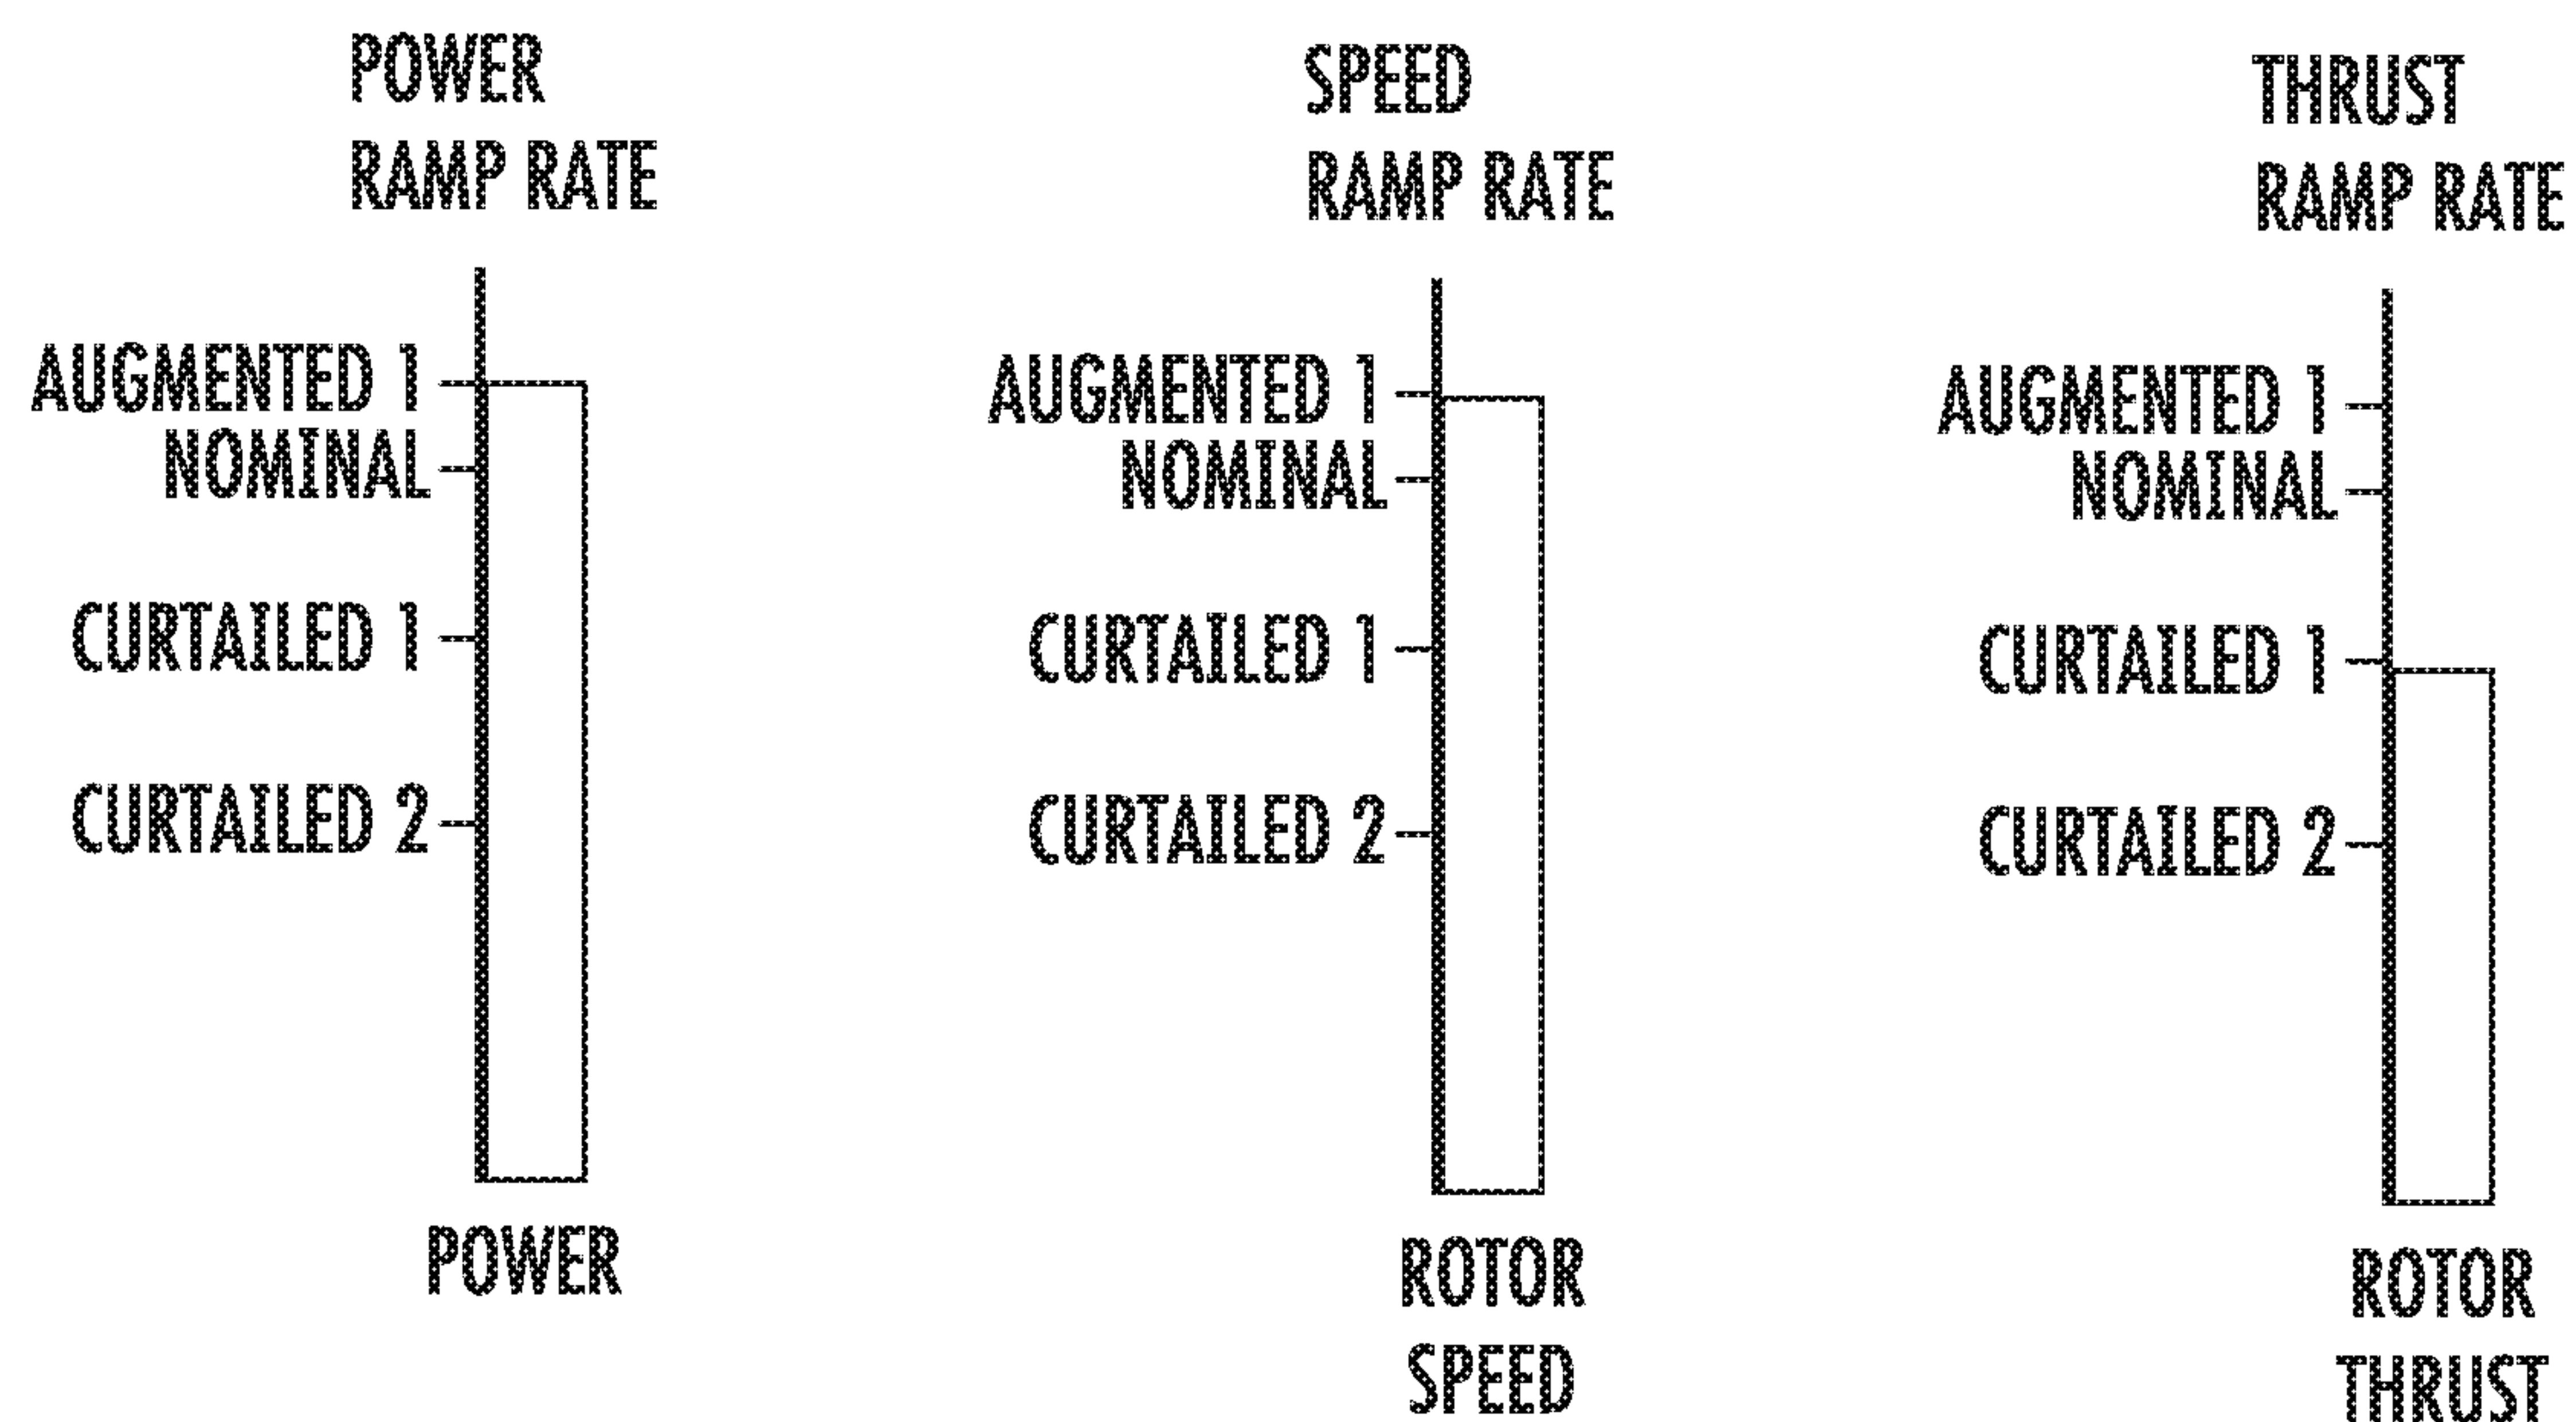 POWER
RAMP RATE
AUGMENTED 1
NOMINAL
CURTAILED 1
CURTAILED 2
POWER
SPEED
RAMP RATE
AUGMENTED 1
NOMINAL
CURTAILED 1
CURTAILED 2
ROTOR
SPEED
THRUST
RAMP RATE
AUGMENTED 1
NOMINAL
CURTAILED 1
CURTAILED 2
ROTOR
THRUST